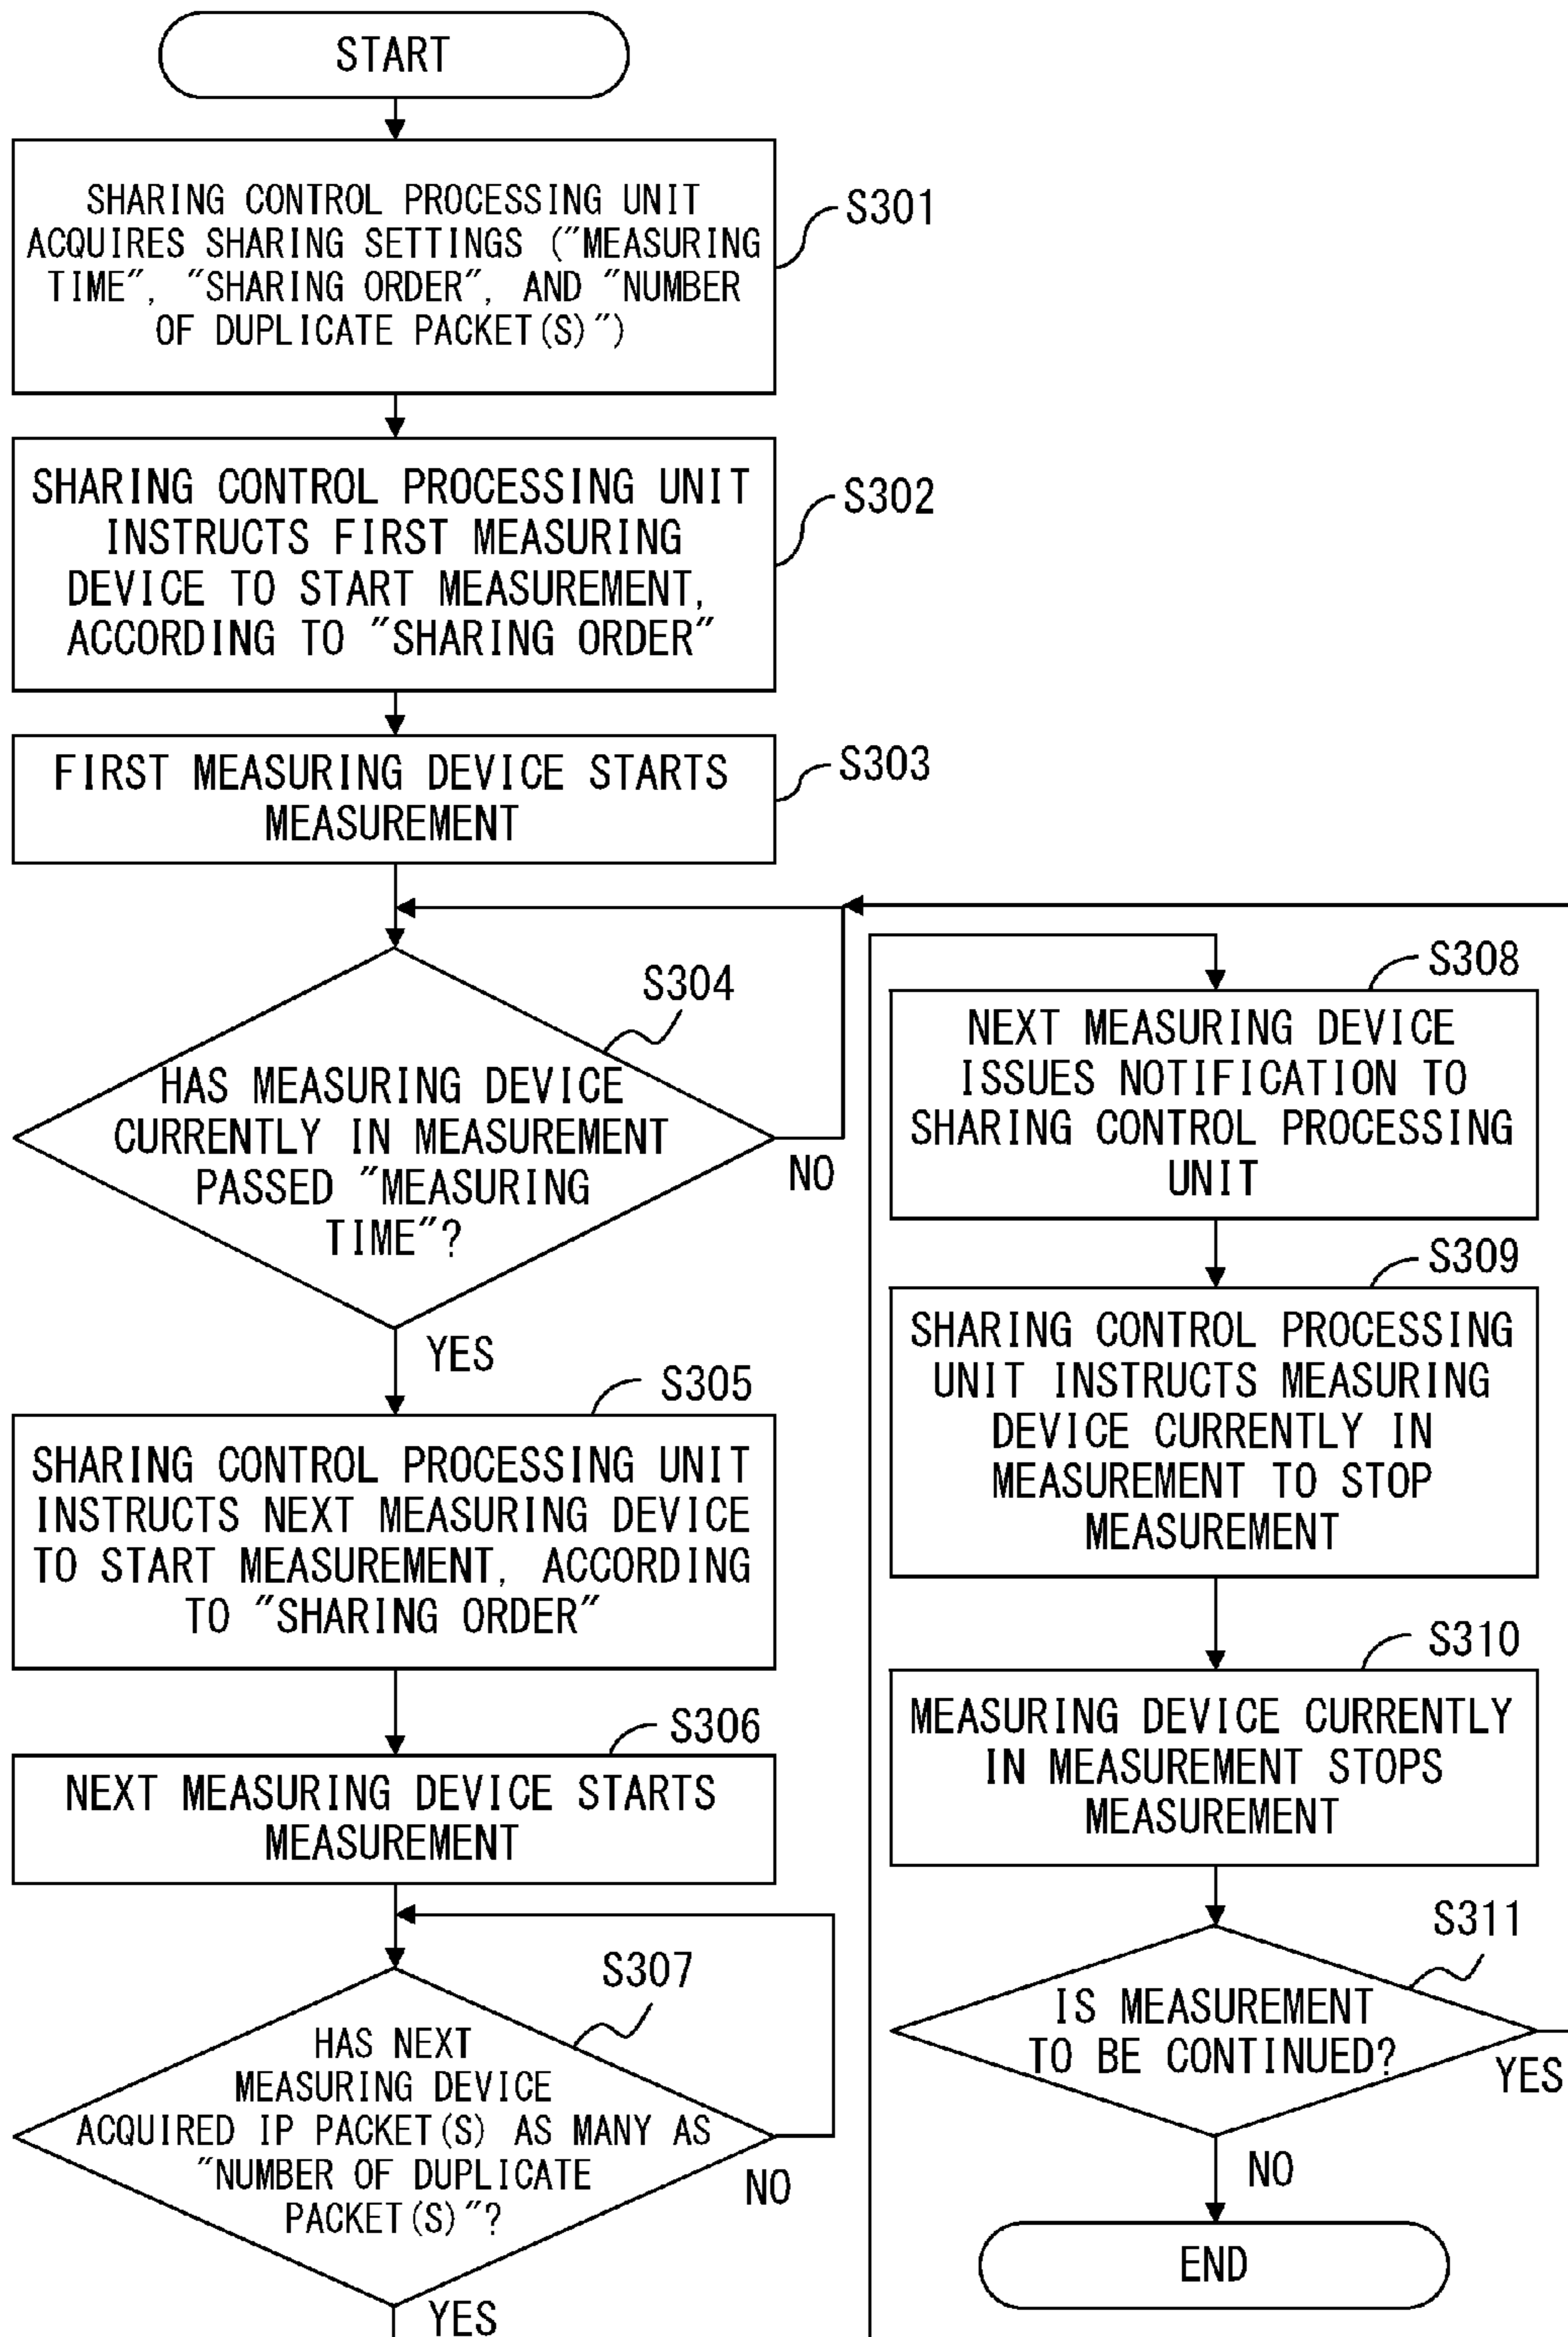 START
SHARING CONTROL PROCESSING UNIT
ACQUIRES SHARING SETTINGS ("MEASURING
TIME", "SHARING ORDER", AND "NUMBER
OF DUPLICATE PACKET(S)")
S301
SHARING CONTROL PROCESSING UNIT
INSTRUCTS FIRST MEASURING
DEVICE TO START MEASUREMENT,
ACCORDING TO "SHARING ORDER"
S302
FIRST MEASURING DEVICE STARTS
MEASUREMENT
S303
S304
HAS MEASURING DEVICE
CURRENTLY IN MEASUREMENT
PASSED "MEASURING
TIME"?
NO
YES
S305
SHARING CONTROL PROCESSING UNIT
INSTRUCTS NEXT MEASURING DEVICE
TO START MEASUREMENT, ACCORDING
TO "SHARING ORDER"
S306
NEXT MEASURING DEVICE STARTS
MEASUREMENT
S307
HAS NEXT
MEASURING DEVICE
ACQUIRED IP PACKET(S) AS MANY AS
"NUMBER OF DUPLICATE
PACKET(S)"?
NO
YES
S308
NEXT MEASURING DEVICE
ISSUES NOTIFICATION TO
SHARING CONTROL PROCESSING
UNIT
S309
SHARING CONTROL PROCESSING
UNIT INSTRUCTS MEASURING
DEVICE CURRENTLY IN
MEASUREMENT TO STOP
MEASUREMENT
S310
MEASURING DEVICE CURRENTLY
IN MEASUREMENT STOPS
MEASUREMENT
S311
IS MEASUREMENT
TO BE CONTINUED?
YES
NO
END